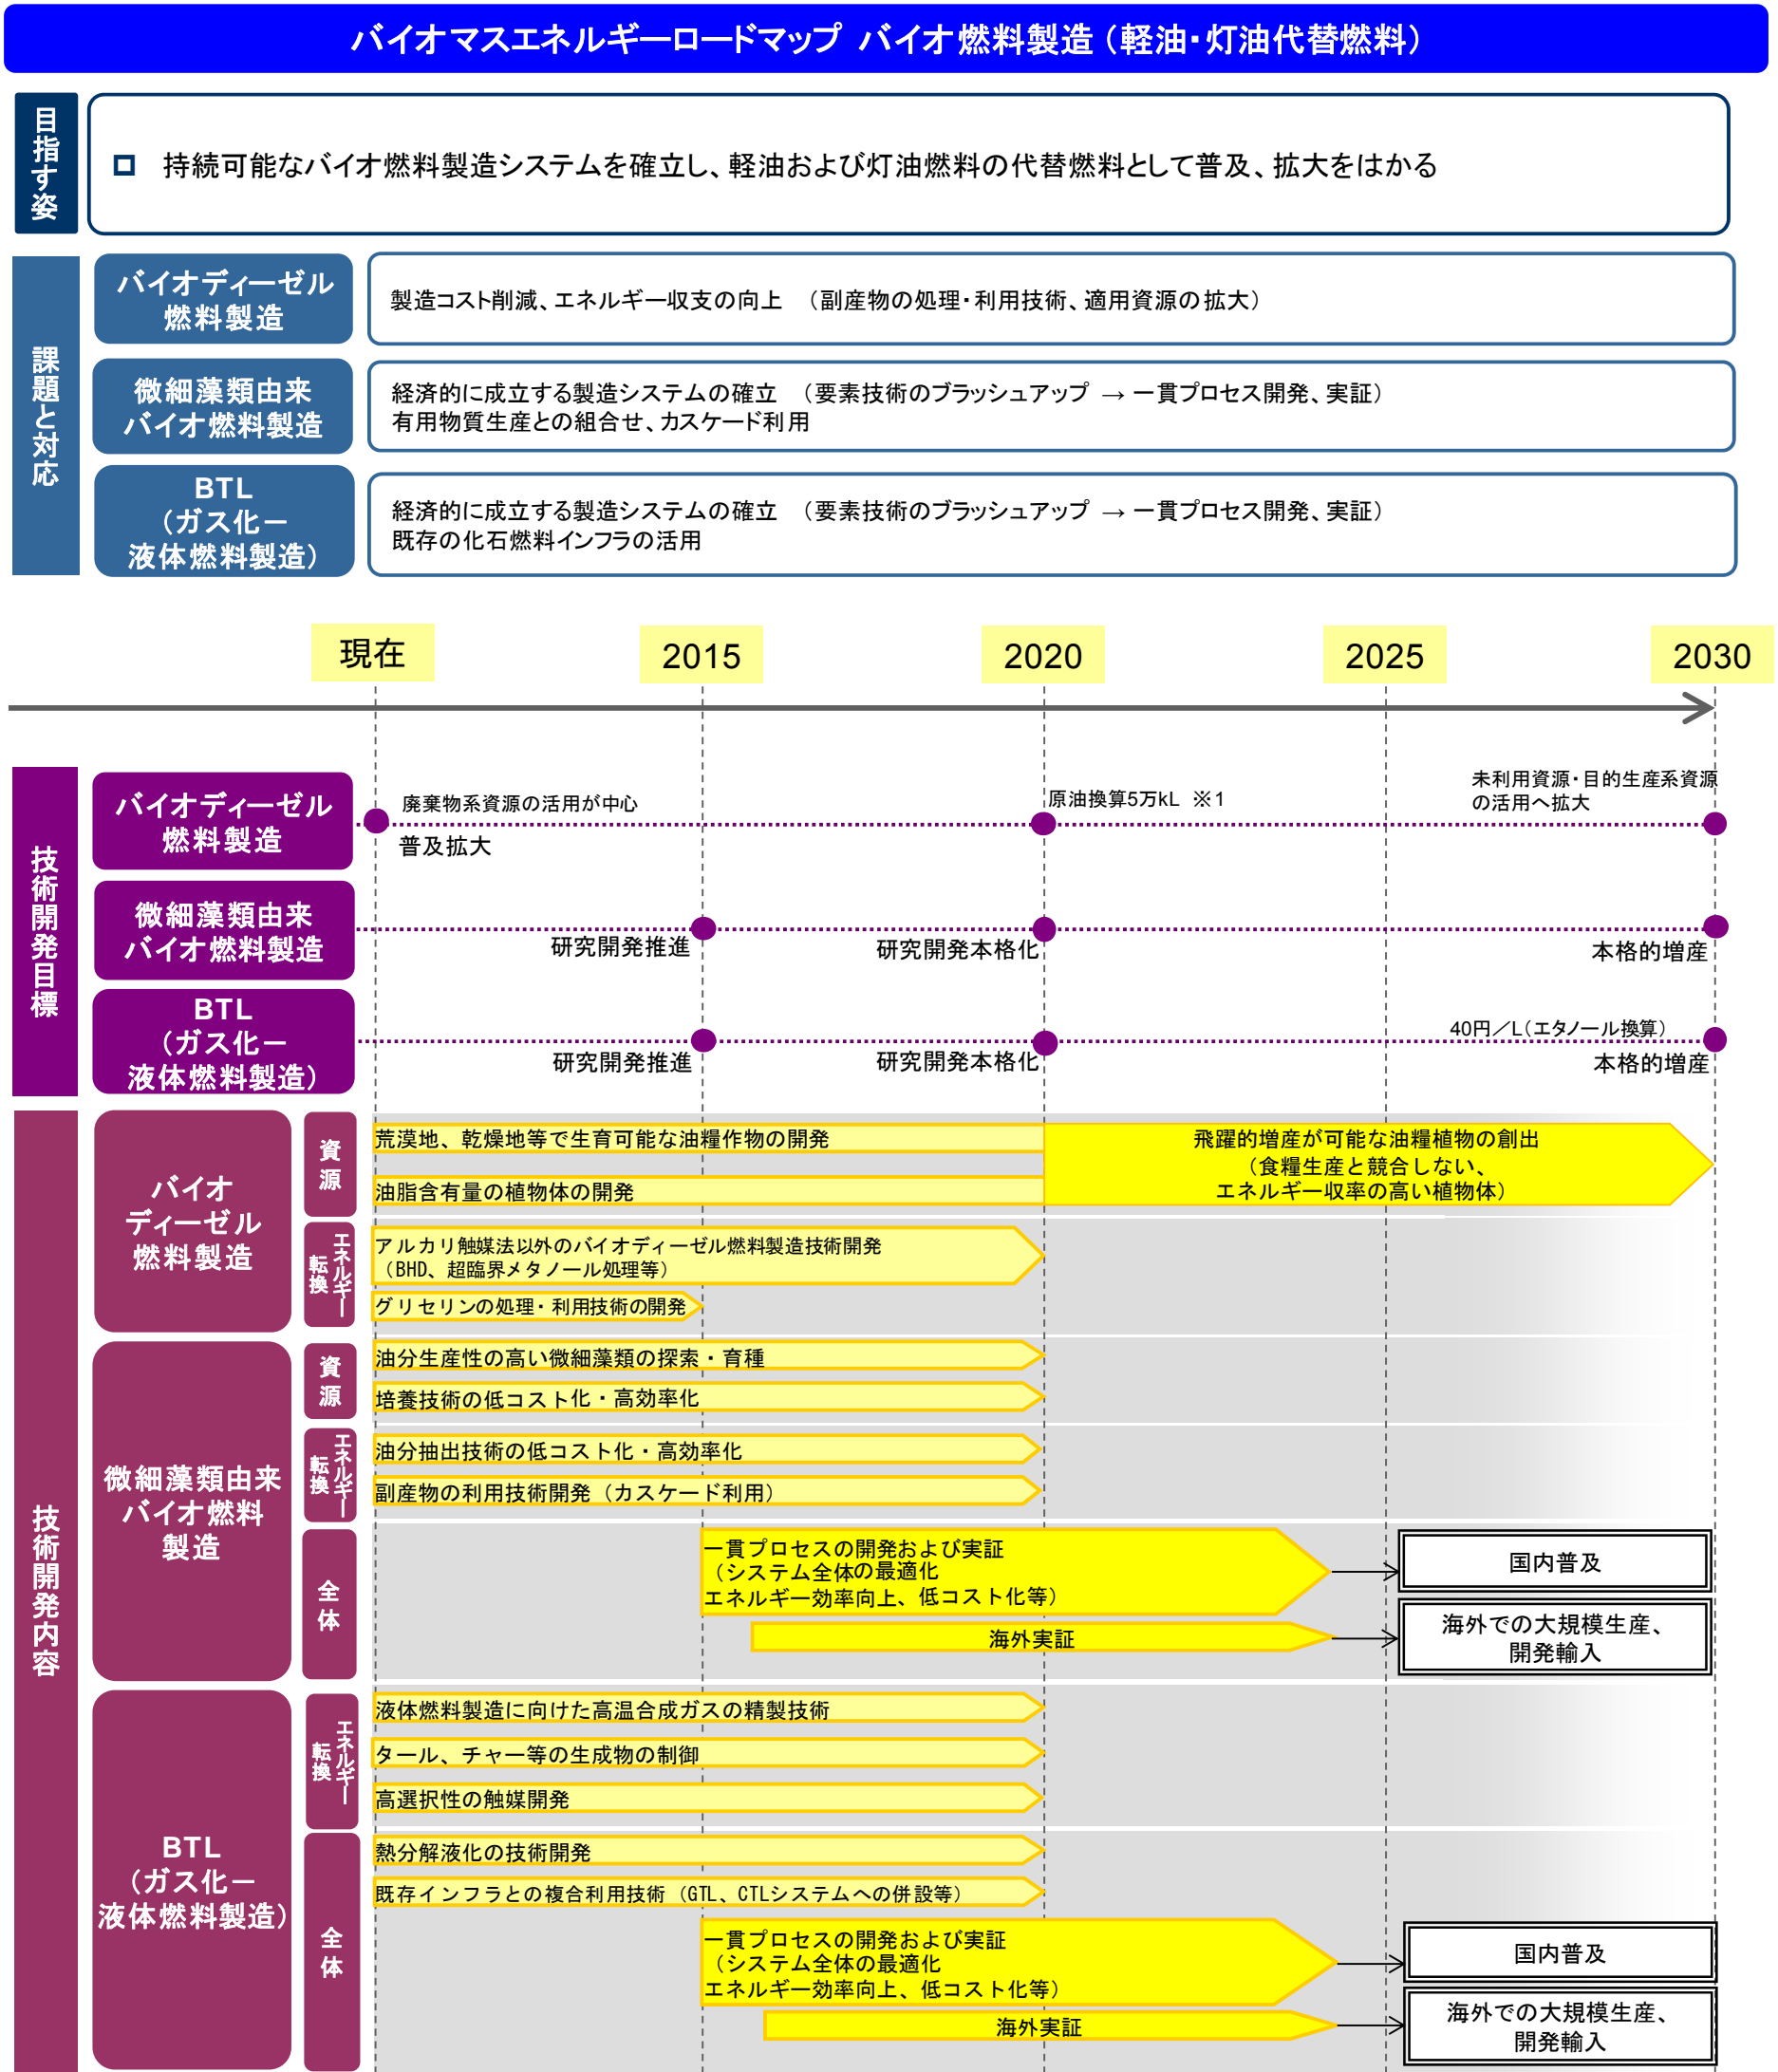 バイオマスエネルギーロードマップ バイオ燃料製造（軽油・灯油代替燃料）
目指す姿
持続可能なバイオ燃料製造システムを確立し、軽油および灯油燃料の代替燃料として普及、拡大をはかる
課題と対応
バイオディーゼル
燃料製造
製造コスト削減、エネルギー収支の向上 （副産物の処理・利用技術、適用資源の拡大）
微細藻類由来
バイオ燃料製造
経済的に成立する製造システムの確立 （要素技術のブラッシュアップ → 一貫プロセス開発、実証）
有用物質生産との組合せ、カスケード利用
BTL
（ガス化－
液体燃料製造）
経済的に成立する製造システムの確立 （要素技術のブラッシュアップ → 一貫プロセス開発、実証）
既存の化石燃料インフラの活用
現在
2015
2020
2025
2030
技術開発目標
バイオディーゼル
燃料製造
廃棄物系資源の活用が中心
普及拡大
原油換算5万kL ※1
未利用資源・目的生産系資源
の活用へ拡大
微細藻類由来
バイオ燃料製造
研究開発推進
研究開発本格化
本格的増産
BTL
（ガス化－
液体燃料製造）
研究開発推進
研究開発本格化
40円／L（エタノール換算）
本格的増産
技術開発内容
バイオ
ディーゼル
燃料製造
資源
荒漠地、乾燥地等で生育可能な油糧作物の開発
油脂含有量の植物体の開発
飛躍的増産が可能な油糧植物の創出
（食糧生産と競合しない、
エネルギー収率の高い植物体）
エネルギー
転換
アルカリ触媒法以外のバイオディーゼル燃料製造技術開発
（BHD、超臨界メタノール処理等）
グリセリンの処理・利用技術の開発
微細藻類由来
バイオ燃料
製造
資源
油分生産性の高い微細藻類の探索・育種
培養技術の低コスト化・高効率化
エネルギー
転換
油分抽出技術の低コスト化・高効率化
副産物の利用技術開発（カスケード利用）
全体
一貫プロセスの開発および実証
（システム全体の最適化
エネルギー効率向上、低コスト化等）
国内普及
海外実証
海外での大規模生産、
開発輸入
BTL
（ガス化－
液体燃料製造）
エネルギー
転換
液体燃料製造に向けた高温合成ガスの精製技術
タール、チャー等の生成物の制御
高選択性の触媒開発
全体
熱分解液化の技術開発
既存インフラとの複合利用技術（GTL、CTLシステムへの併設等）
一貫プロセスの開発および実証
（システム全体の最適化
エネルギー効率向上、低コスト化等）
国内普及
海外実証
海外での大規模生産、
開発輸入